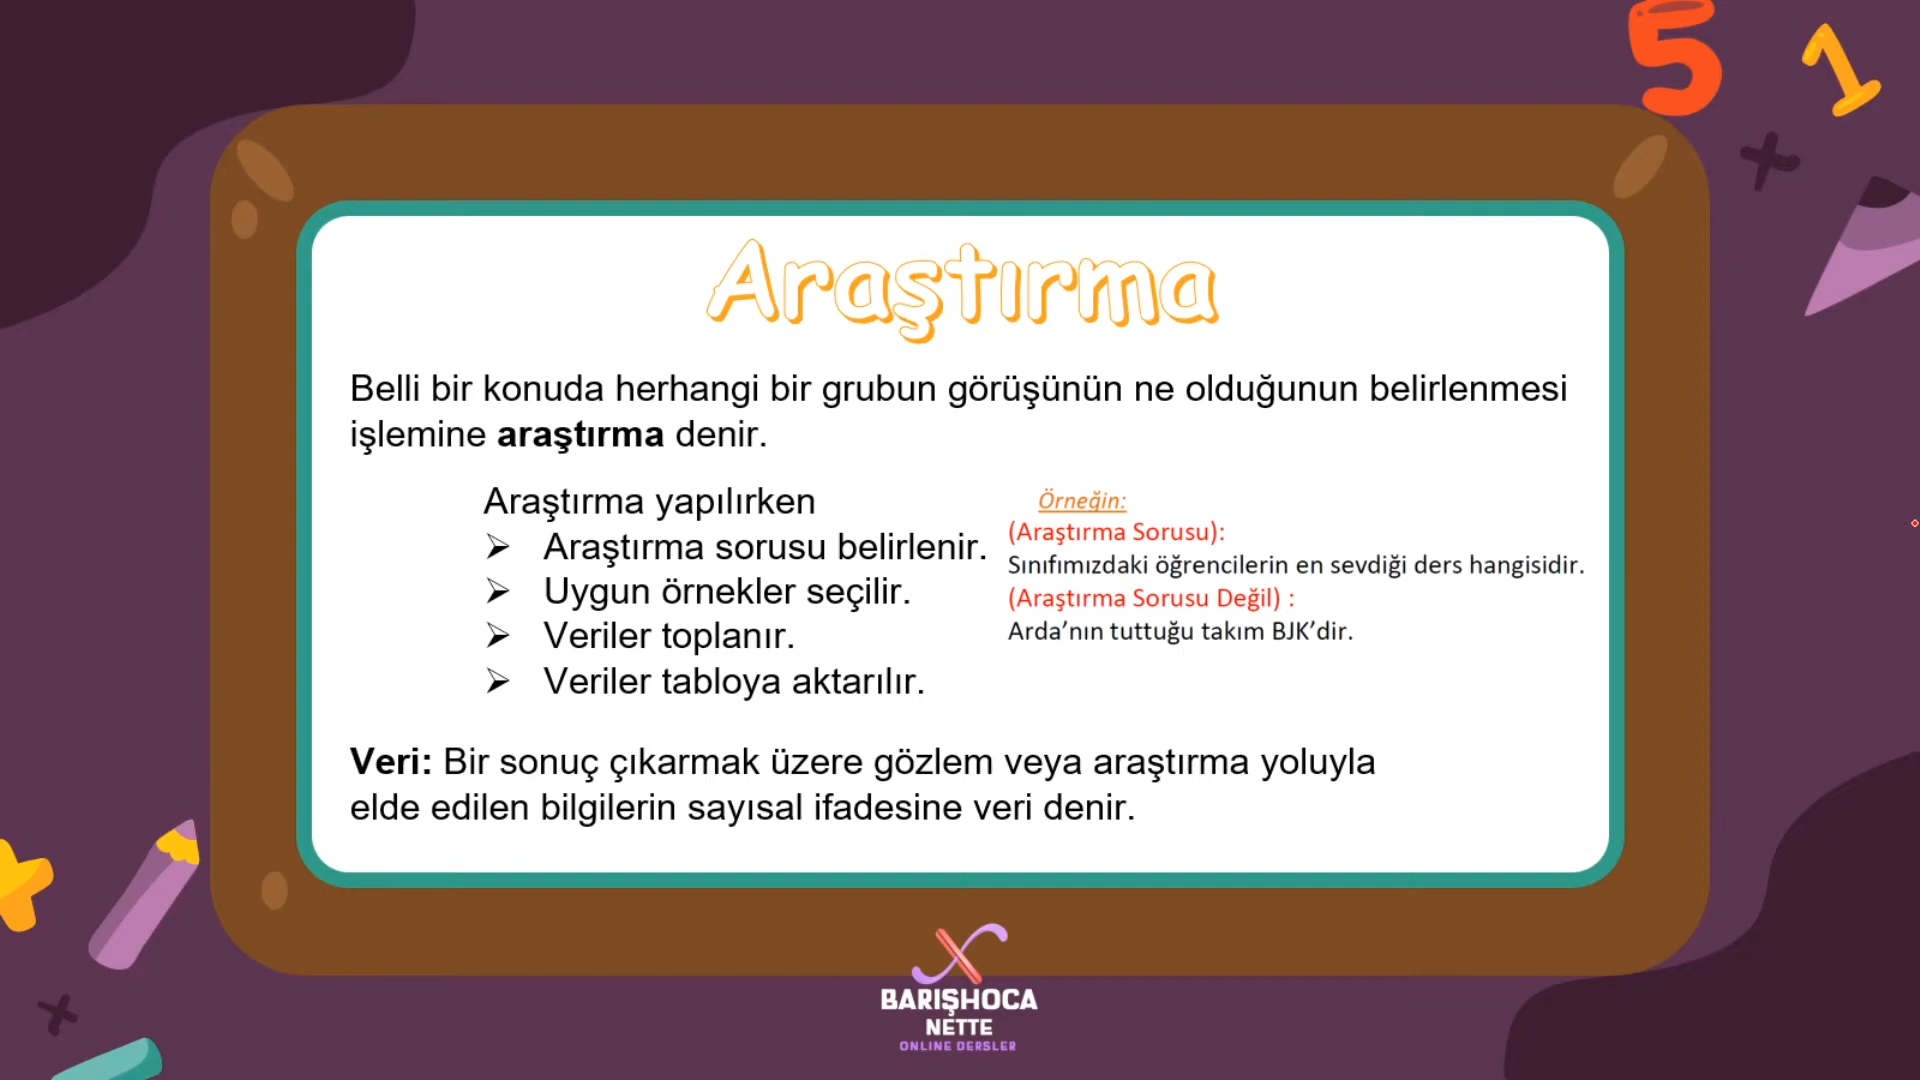 5 1
Araştırma
Belli bir konuda herhangi bir grubun görüşünün ne olduğunun belirlenmesi
işlemine araştırma denir.
Araştırma yapılırken
➢ Araştırma sorusu belirlenir.
➢ Uygun örnekler seçilir.
➢ Veriler toplanır.
➢ Veriler tabloya aktarılır.
Örneğin:
(Araştırma Sorusu):
Sınıfımızdaki öğrencilerin en sevdiği ders hangisidir.
(Araştırma Sorusu Değil) :
Arda’nın tuttuğu takım BJK’dir.
Veri: Bir sonuç çıkarmak üzere gözlem veya araştırma yoluyla
elde edilen bilgilerin sayısal ifadesine veri denir.
BARIŞHOCA
NETTE
ONLINE DERSLER